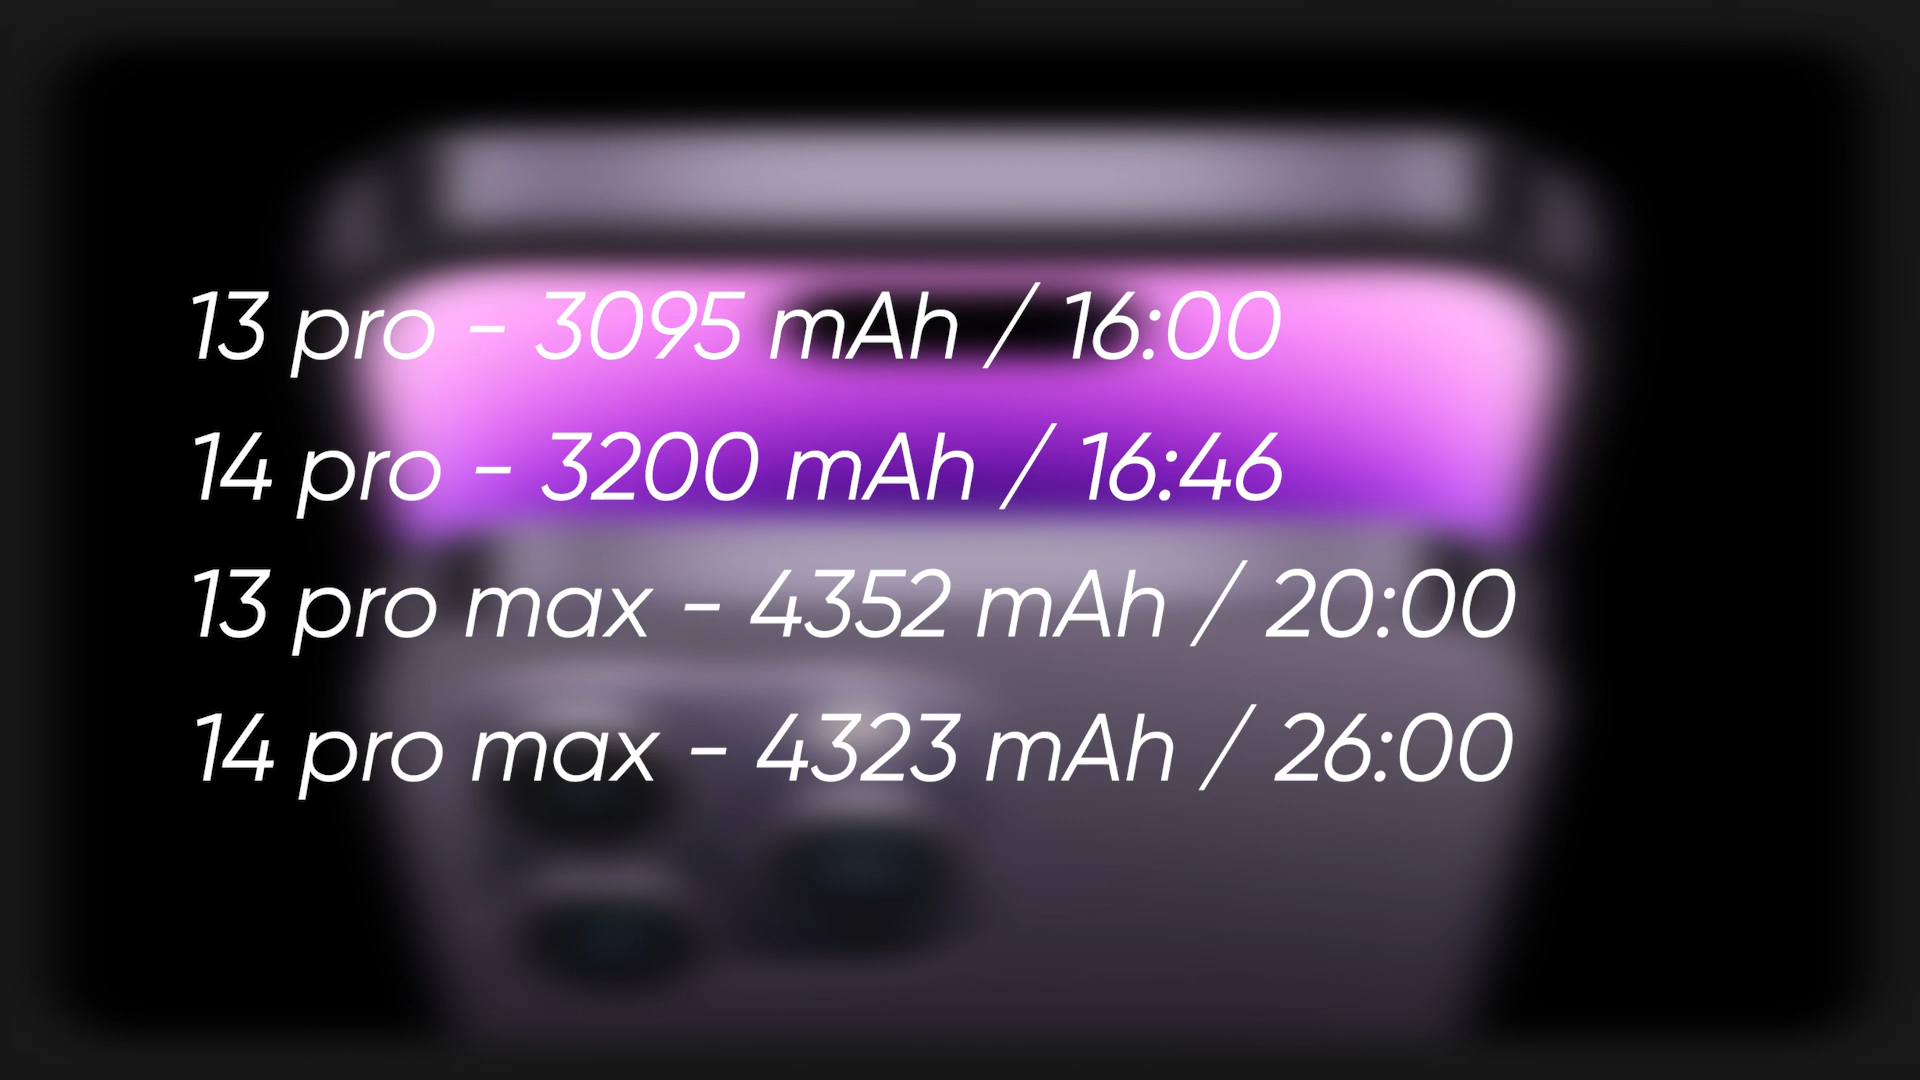 13 pro - 3095 mAh / 16:00
14 pro - 3200 mAh / 16:46
13 pro max - 4352 mAh / 20:00
14 pro max - 4323 mAh / 26:00